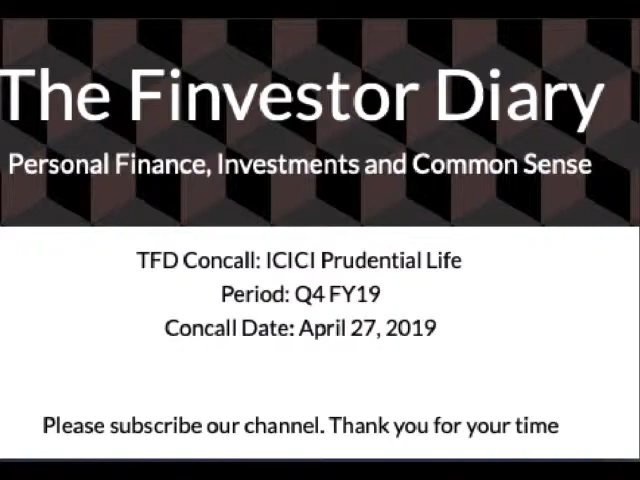 The Finvestor Diary
Personal Finance, Investments and Common Sense
TFD Concall: ICICI Prudential Life
Period: Q4 FY19
Concall Date: April 27, 2019
Please subscribe our channel. Thank you for your time